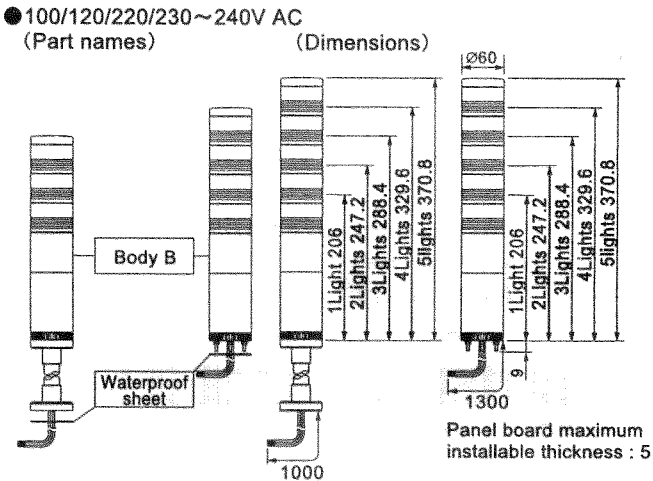 ●100/120/220/230～240V AC
（Part names）
（Dimensions）
Ø60
Body B
1Light 206
2Lights 247.2
3Lights 288.4
4Lights 329.6
5lights 370.8
1Light 206
2Lights 247.2
3Lights 288.4
4Lights 329.6
5lights 370.8
Waterproof
sheet
9
1300
1000
Panel board maximum
installable thickness : 5